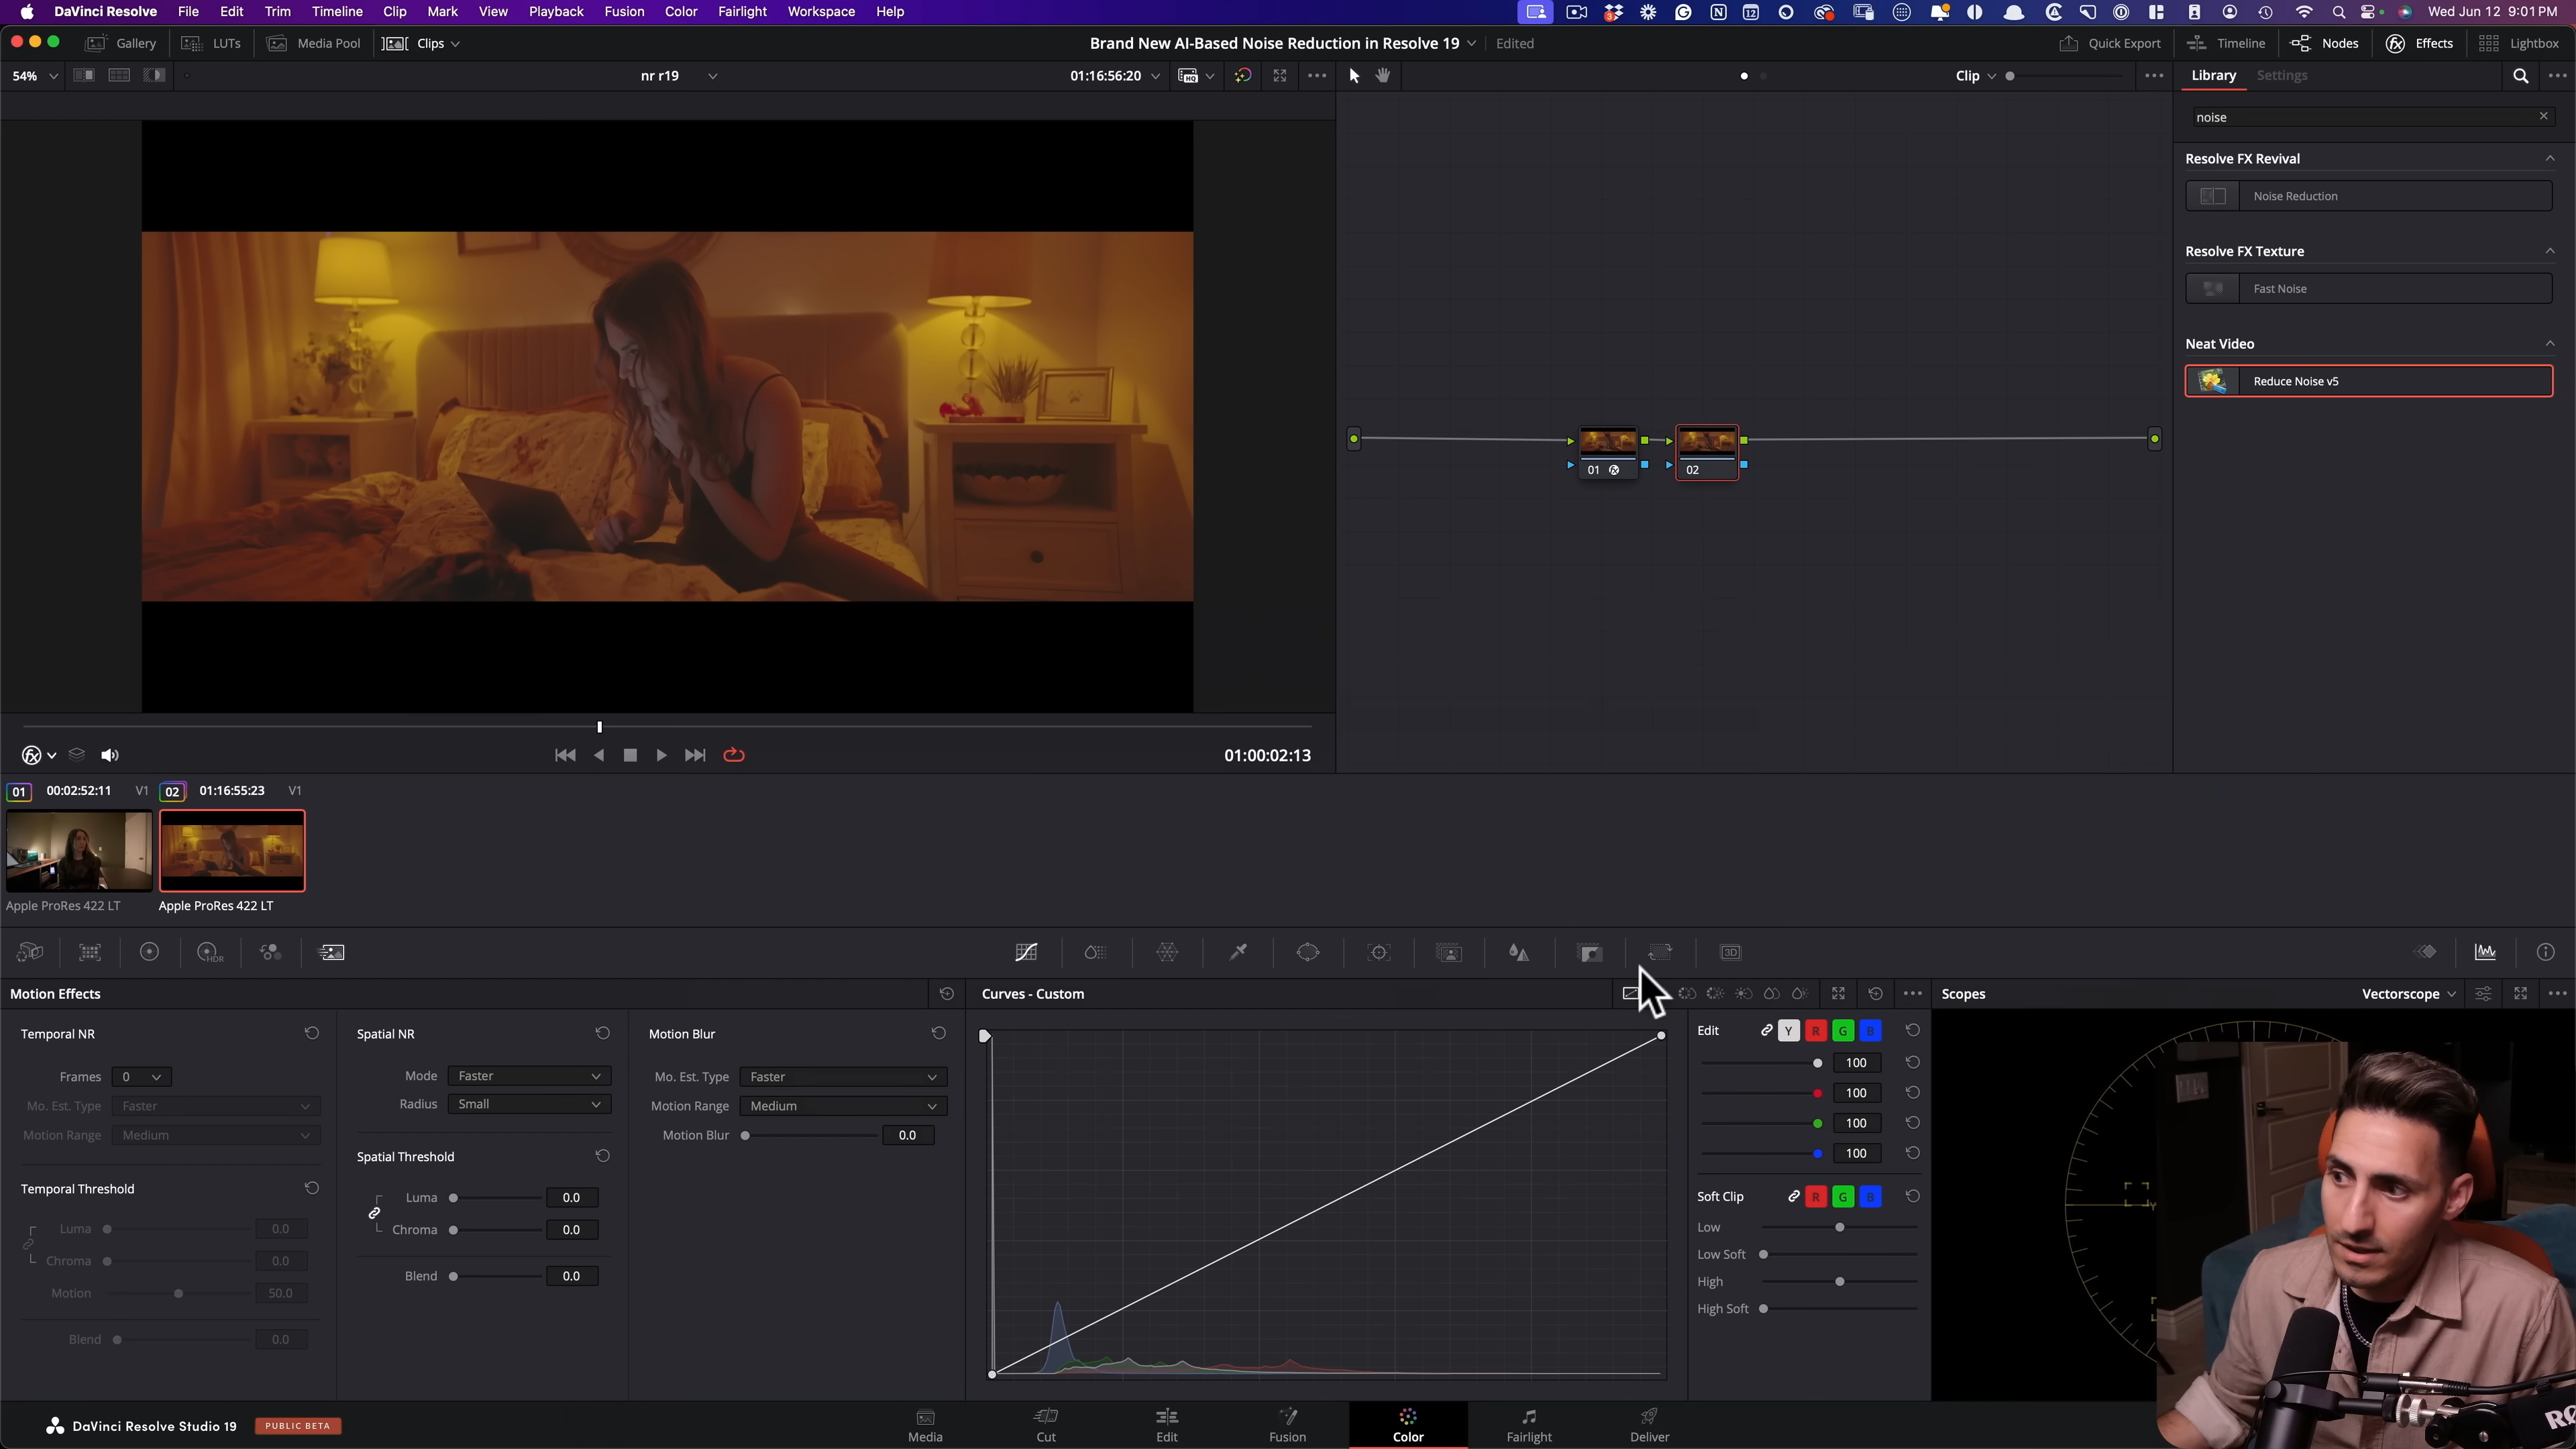 DaVinci Resolve File Edit Trim Timeline Clip Mark View Playback Fusion Color Fairlight Workspace Help
12
Wed Jun 12 9:01 PM
Gallery LUTs Media Pool Clips
Brand New AI-Based Noise Reduction in Resolve 19 Edited
Quick Export Timeline Nodes Effects Lightbox
54%
nr r19
01:16:56:20
HQ
Clip
Library Settings
noise
Resolve FX Revival
Noise Reduction
Resolve FX Texture
Fast Noise
Neat Video
Reduce Noise v5
01
02
01:00:02:13
01 00:02:52:11 V1 02 01:16:55:23 V1
Apple ProRes 422 LT Apple ProRes 422 LT
HDR
3D
Motion Effects
Temporal NR
Frames 0
Mo. Est. Type Faster
Motion Range Medium
Temporal Threshold
Luma 0.0
Chroma 0.0
Motion 50.0
Blend 0.0
Spatial NR
Mode Faster
Radius Small
Spatial Threshold
Luma 0.0
Chroma 0.0
Blend 0.0
Motion Blur
Mo. Est. Type Faster
Motion Range Medium
Motion Blur 0.0
Curves - Custom
Edit Y R G B
100
100
100
100
Soft Clip R G B
Low
Low Soft
High
High Soft
Scopes
Vectorscope
DaVinci Resolve Studio 19 PUBLIC BETA
Media Cut Edit Fusion Color Fairlight Deliver